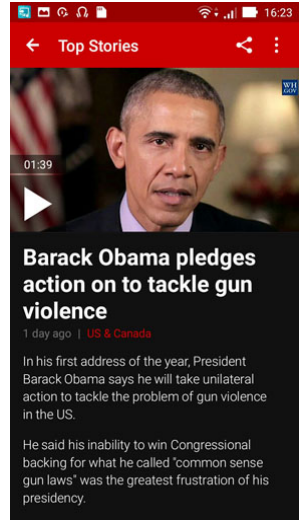 16:23
Top Stories
WH
.GOV
01:39
Barack Obama pledges
action on to tackle gun
violence
1 day ago | US & Canada
In his first address of the year, President
Barack Obama says he will take unilateral
action to tackle the problem of gun violence
in the US.
He said his inability to win Congressional
backing for what he called "common sense
gun laws" was the greatest frustration of his
presidency.